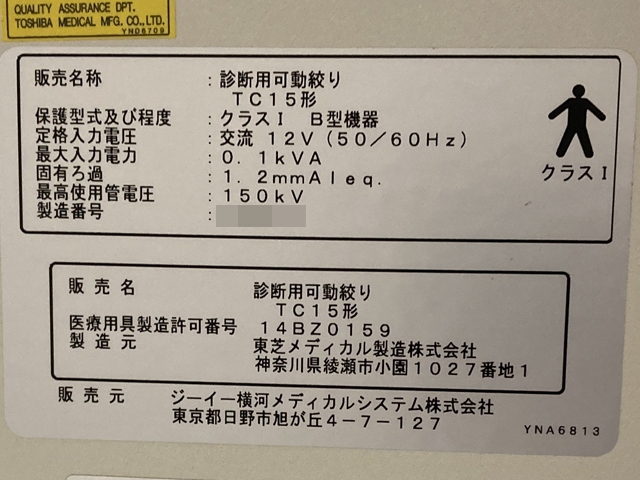 QUALITY ASSURANCE DPT.
TOSHIBA MEDICAL MFG. CO., LTD.
YN06709
販売名称 : 診断用可動絞り
TC15形
保護型式及び程度 : クラスⅠ B型機器
定格入力電圧 : 交流 12V(50/60Hz)
最大入力電力 : 0.1kVA
固有ろ過 : 1.2mmAleq.
最高使用管電圧 : 150kV
製造番号 :
クラスⅠ
販売名 診断用可動絞り
TC15形
医療用具製造許可番号 14BZ0159
製造元 東芝メディカル製造株式会社
神奈川県綾瀬市小園1027番地1
販売元 ジーイー横河メディカルシステム株式会社
東京都日野市旭が丘4-7-127
YNA6813